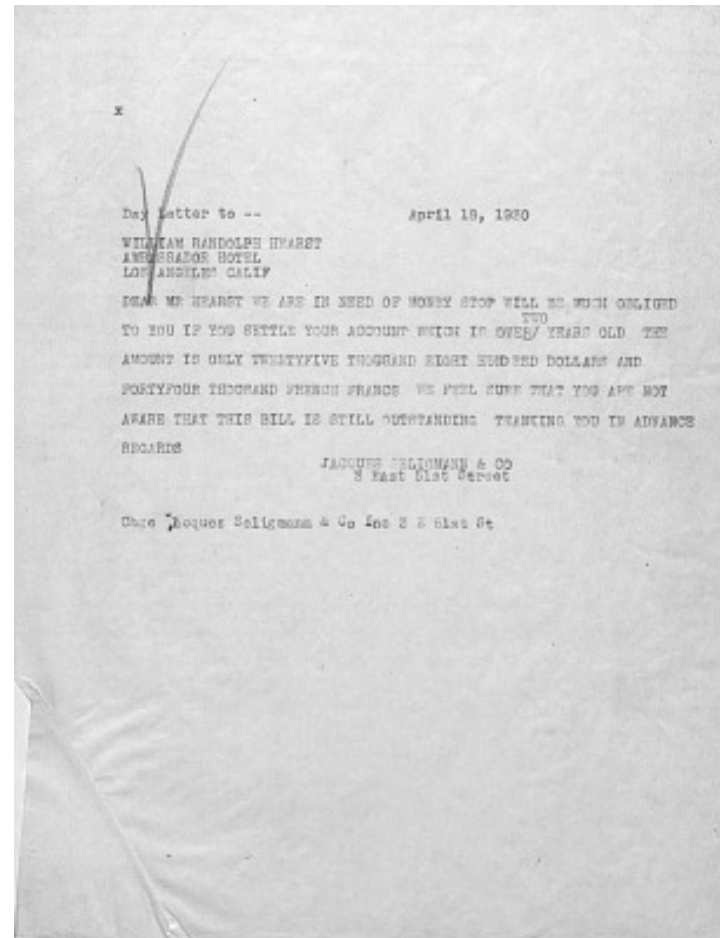 x
Day Letter to -- April 18, 1930
WILLIAM RANDOLPH HEARST
AMBASSADOR HOTEL
LOS ANGELES CALIF
DEAR MR HEARST WE ARE IN NEED OF MONEY STOP WILL BE MUCH OBLIGED
TWO
TO YOU IF YOU SETTLE YOUR ACCOUNT WHICH IS OVER/ YEARS OLD THE
AMOUNT IS ONLY TWENTYFIVE THOUSAND EIGHT HUNDRED DOLLARS AND
FORTYFOUR THOUSAND FRENCH FRANCS WE FEEL SURE THAT YOU ARE NOT
AWARE THAT THIS BILL IS STILL OUTSTANDING THANKING YOU IN ADVANCE
REGARDS
JACQUES SELIGMANN & CO
3 East 51st Street
Chge Jacques Seligmann & Co Inc 3 E 51st St